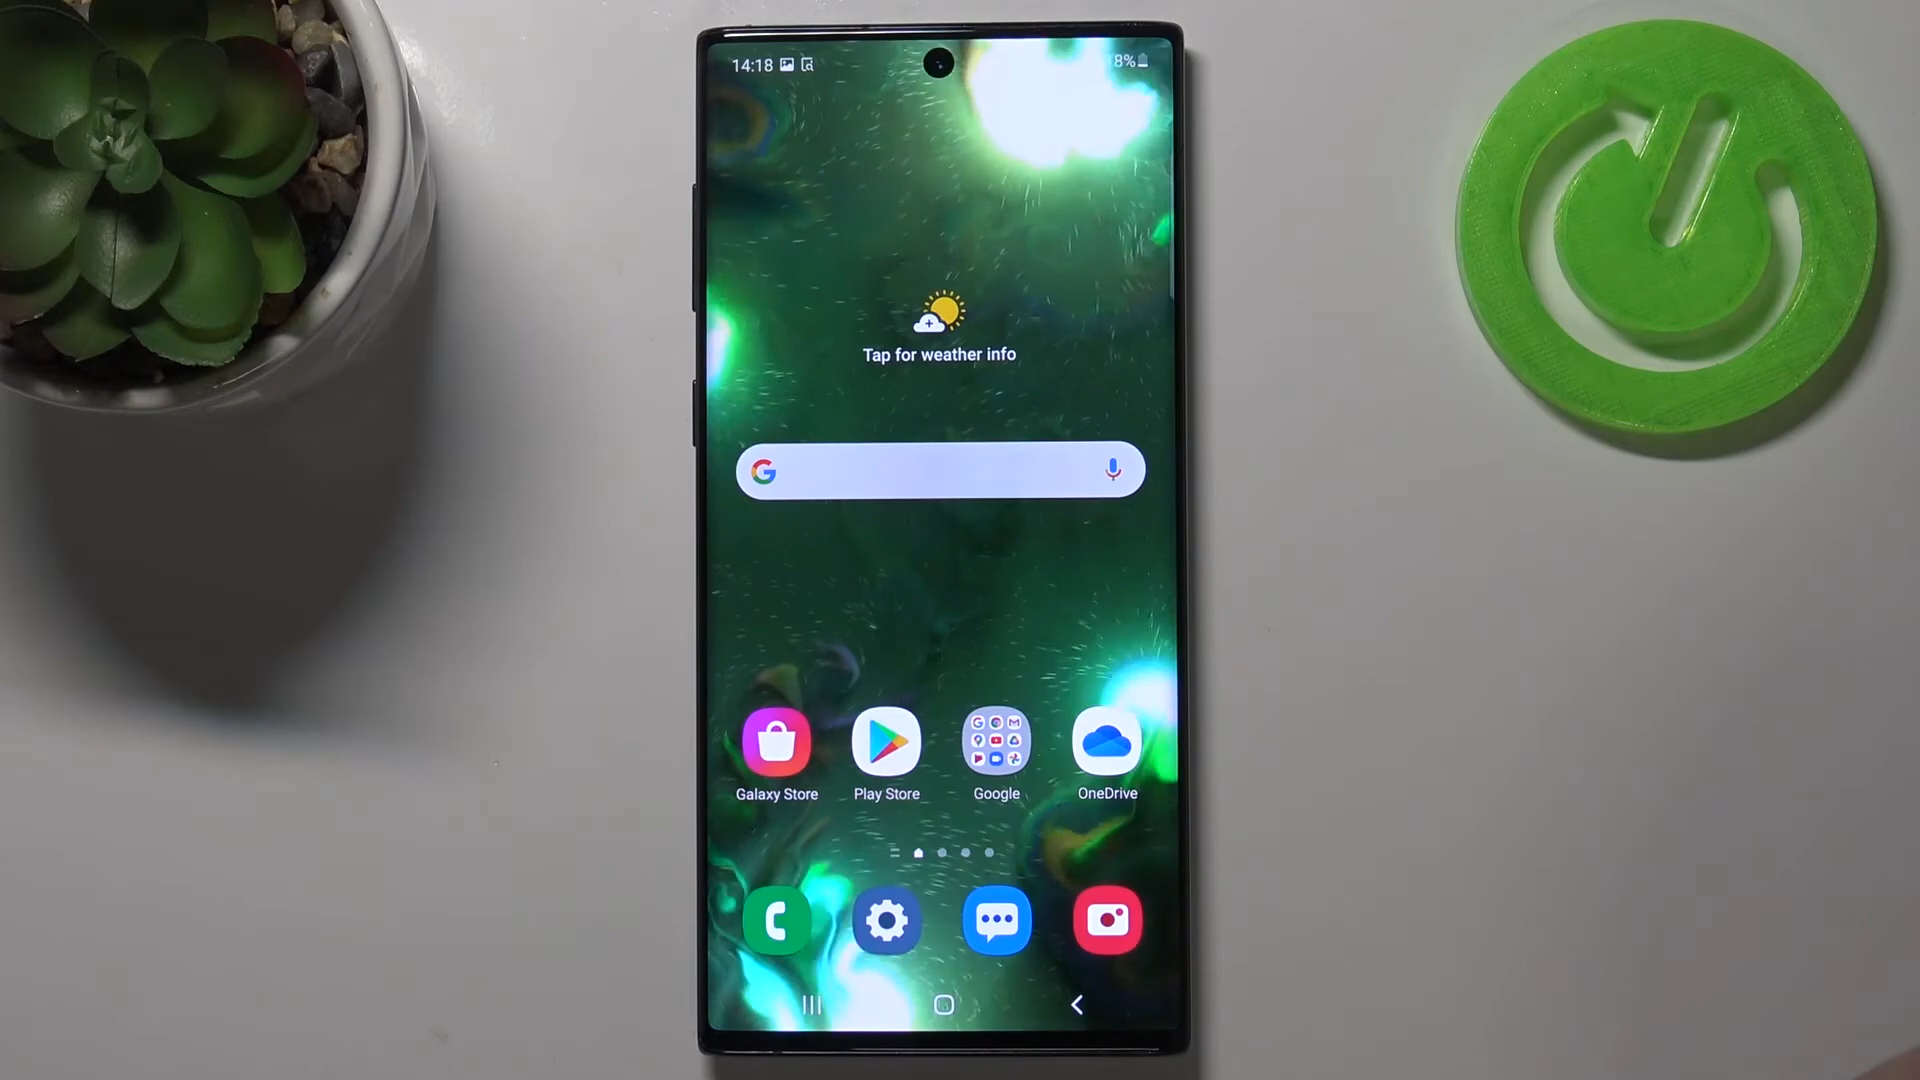 14:18
8%
Tap for weather info
Galaxy Store
Play Store
Google
OneDrive